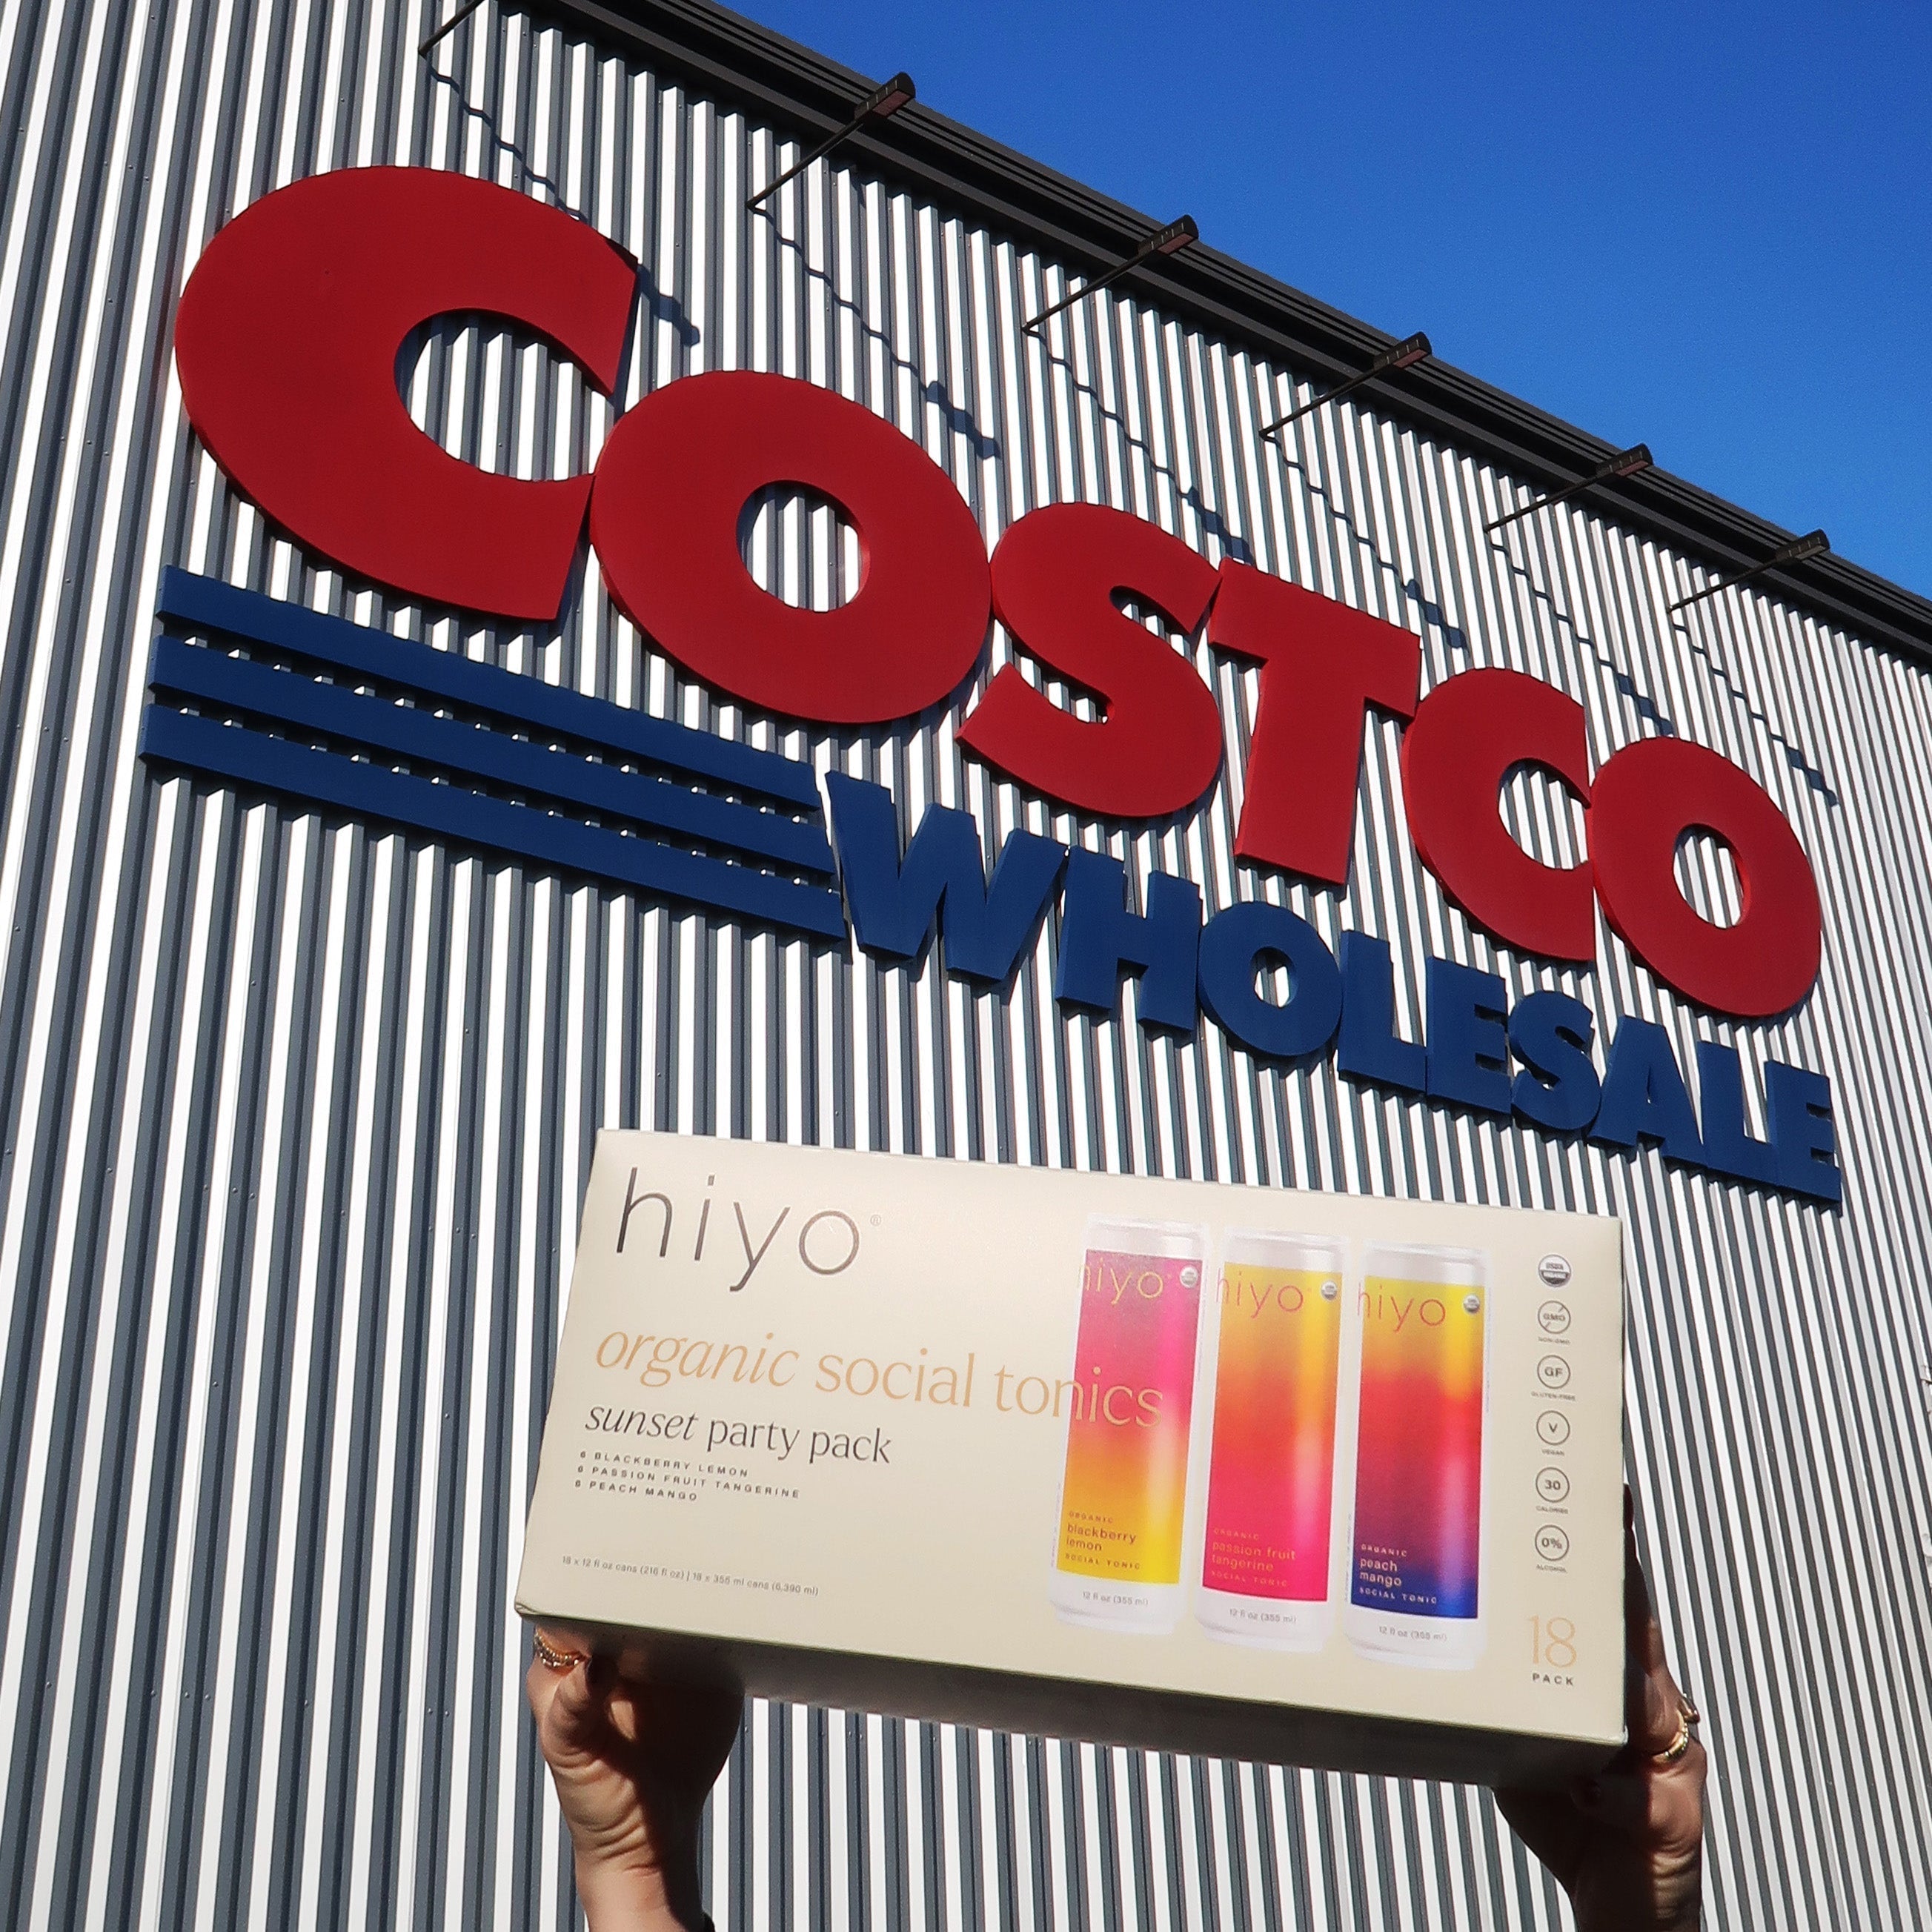 COSTCO
WHOLESALE
hiyo®
organic social tonics
sunset party pack
6 BLACKBERRY LEMON
6 PASSION FRUIT TANGERINE
6 PEACH MANGO
18 x 12 fl oz cans (216 fl oz) | 18 x 355 ml cans (6,390 ml)
hiyo
ORGANIC
blackberry
lemon
SOCIAL TONIC
12 fl oz (355 ml)
hiyo
ORGANIC
passion fruit
tangerine
SOCIAL TONIC
12 fl oz (355 ml)
hiyo
ORGANIC
peach
mango
SOCIAL TONIC
12 fl oz (355 ml)
USDA
ORGANIC
GMO
NON-GMO
GF
GLUTEN-FREE
V
VEGAN
30
CALORIES
0%
ALCOHOL
18
PACK